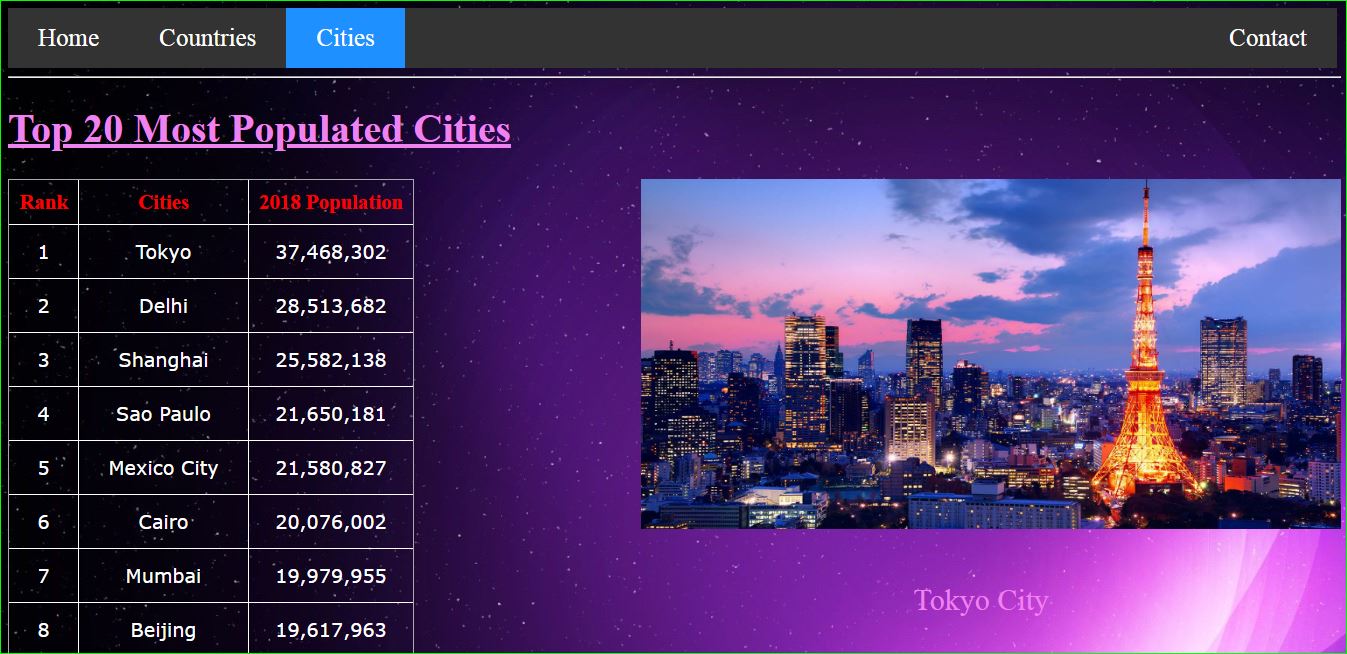 Home Countries Cities Contact
Top 20 Most Populated Cities
Rank Cities 2018 Population
1 Tokyo 37,468,302
2 Delhi 28,513,682
3 Shanghai 25,582,138
4 Sao Paulo 21,650,181
5 Mexico City 21,580,827
6 Cairo 20,076,002
7 Mumbai 19,979,955
8 Beijing 19,617,963
Tokyo City